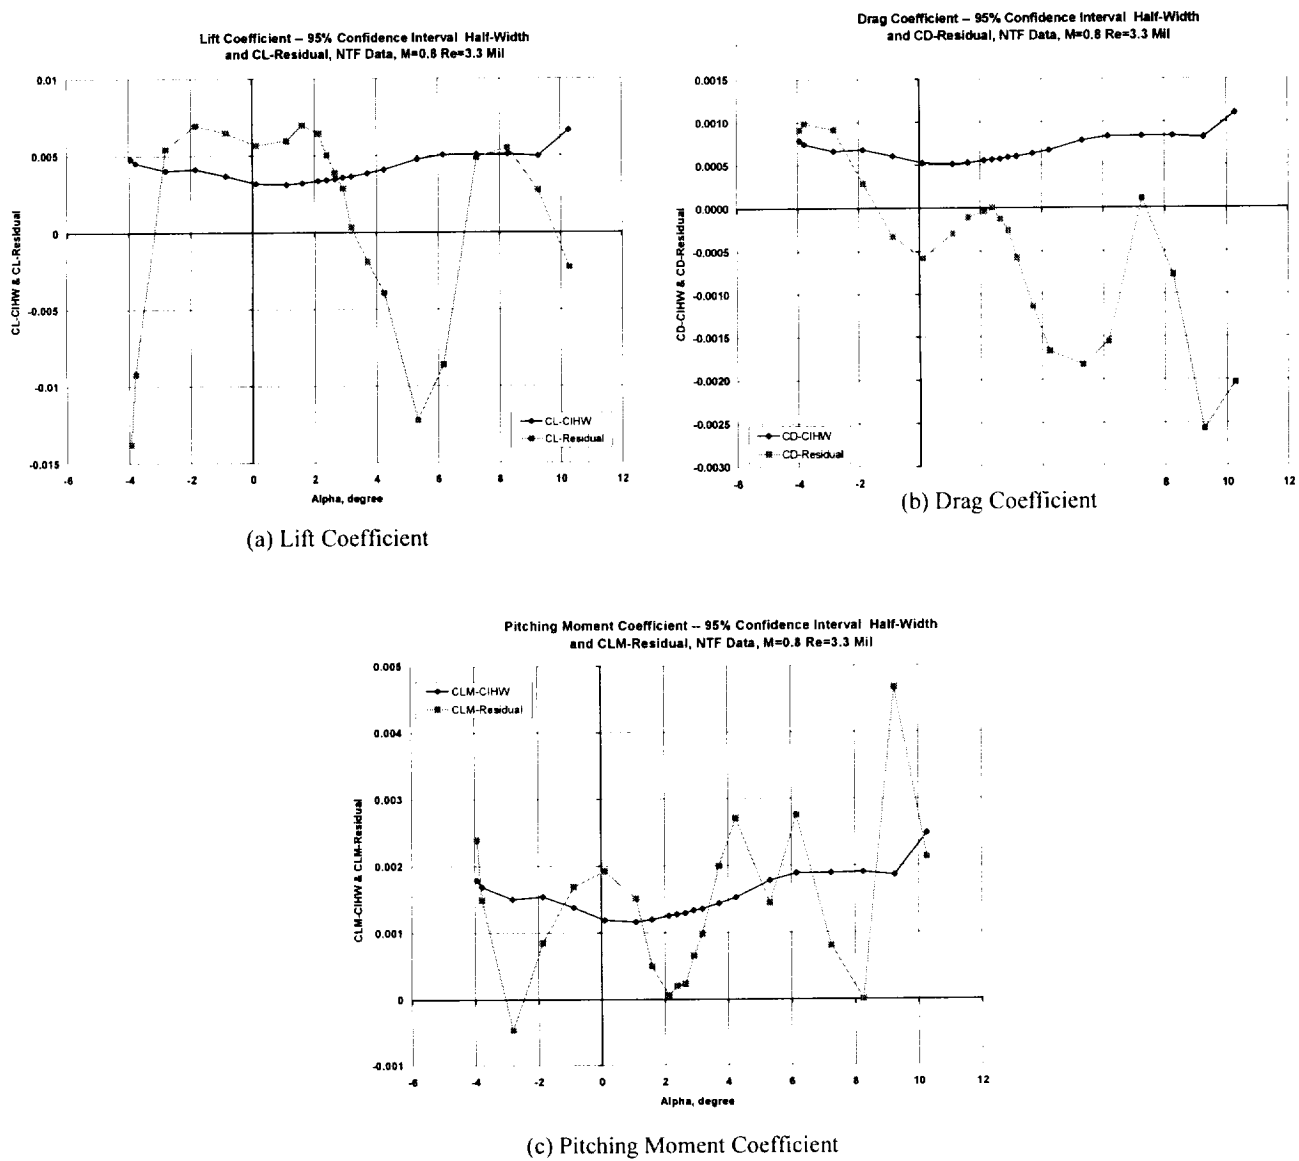 Lift Coefficient -- 95% Confidence Interval Half-Width
and CL-Residual, NTF Data, M=0.8 Re=3.3 Mil
0.01
0.005
0
-0.005
-0.01
-0.015
CL-CIHW & CL-Residual
CL-CIHW
CL-Residual
-6 -4 -2 0 2 4 6 8 10 12
Alpha, degree
(a) Lift Coefficient
Drag Coefficient -- 95% Confidence Interval Half-Width
and CD-Residual, NTF Data, M=0.8 Re=3.3 Mil
0.0015
0.0010
0.0005
0.0000
-0.0005
-0.0010
-0.0015
-0.0020
-0.0025
-0.0030
CD-CIHW & CD-Residual
CD-CIHW
CD-Residual
-6 -4 -2 8 10 12
(b) Drag Coefficient
Pitching Moment Coefficient -- 95% Confidence Interval Half-Width
and CLM-Residual, NTF Data, M=0.8 Re=3.3 Mil
0.005
0.004
0.003
0.002
0.001
0
-0.001
CLM-CIHW & CLM-Residual
CLM-CIHW
CLM-Residual
-6 -4 -2 0 2 4 6 8 10 12
Alpha, degree
(c) Pitching Moment Coefficient